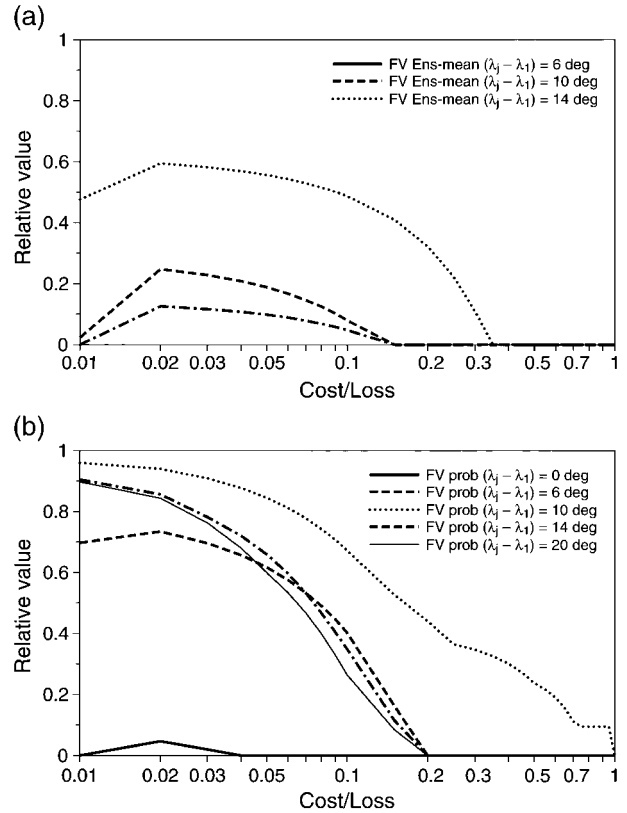 (a)
1
0.8
0.6
0.4
0.2
0
Relative value
FV Ens-mean (λj – λ1) = 6 deg
FV Ens-mean (λj – λ1) = 10 deg
FV Ens-mean (λj – λ1) = 14 deg
0.01 0.02 0.03 0.05 0.1 0.2 0.3 0.5 0.7 1
Cost/Loss
(b)
1
0.8
0.6
0.4
0.2
0
Relative value
FV prob (λj – λ1) = 0 deg
FV prob (λj – λ1) = 6 deg
FV prob (λj – λ1) = 10 deg
FV prob (λj – λ1) = 14 deg
FV prob (λj – λ1) = 20 deg
0.01 0.02 0.03 0.05 0.1 0.2 0.3 0.5 0.7 1
Cost/Loss